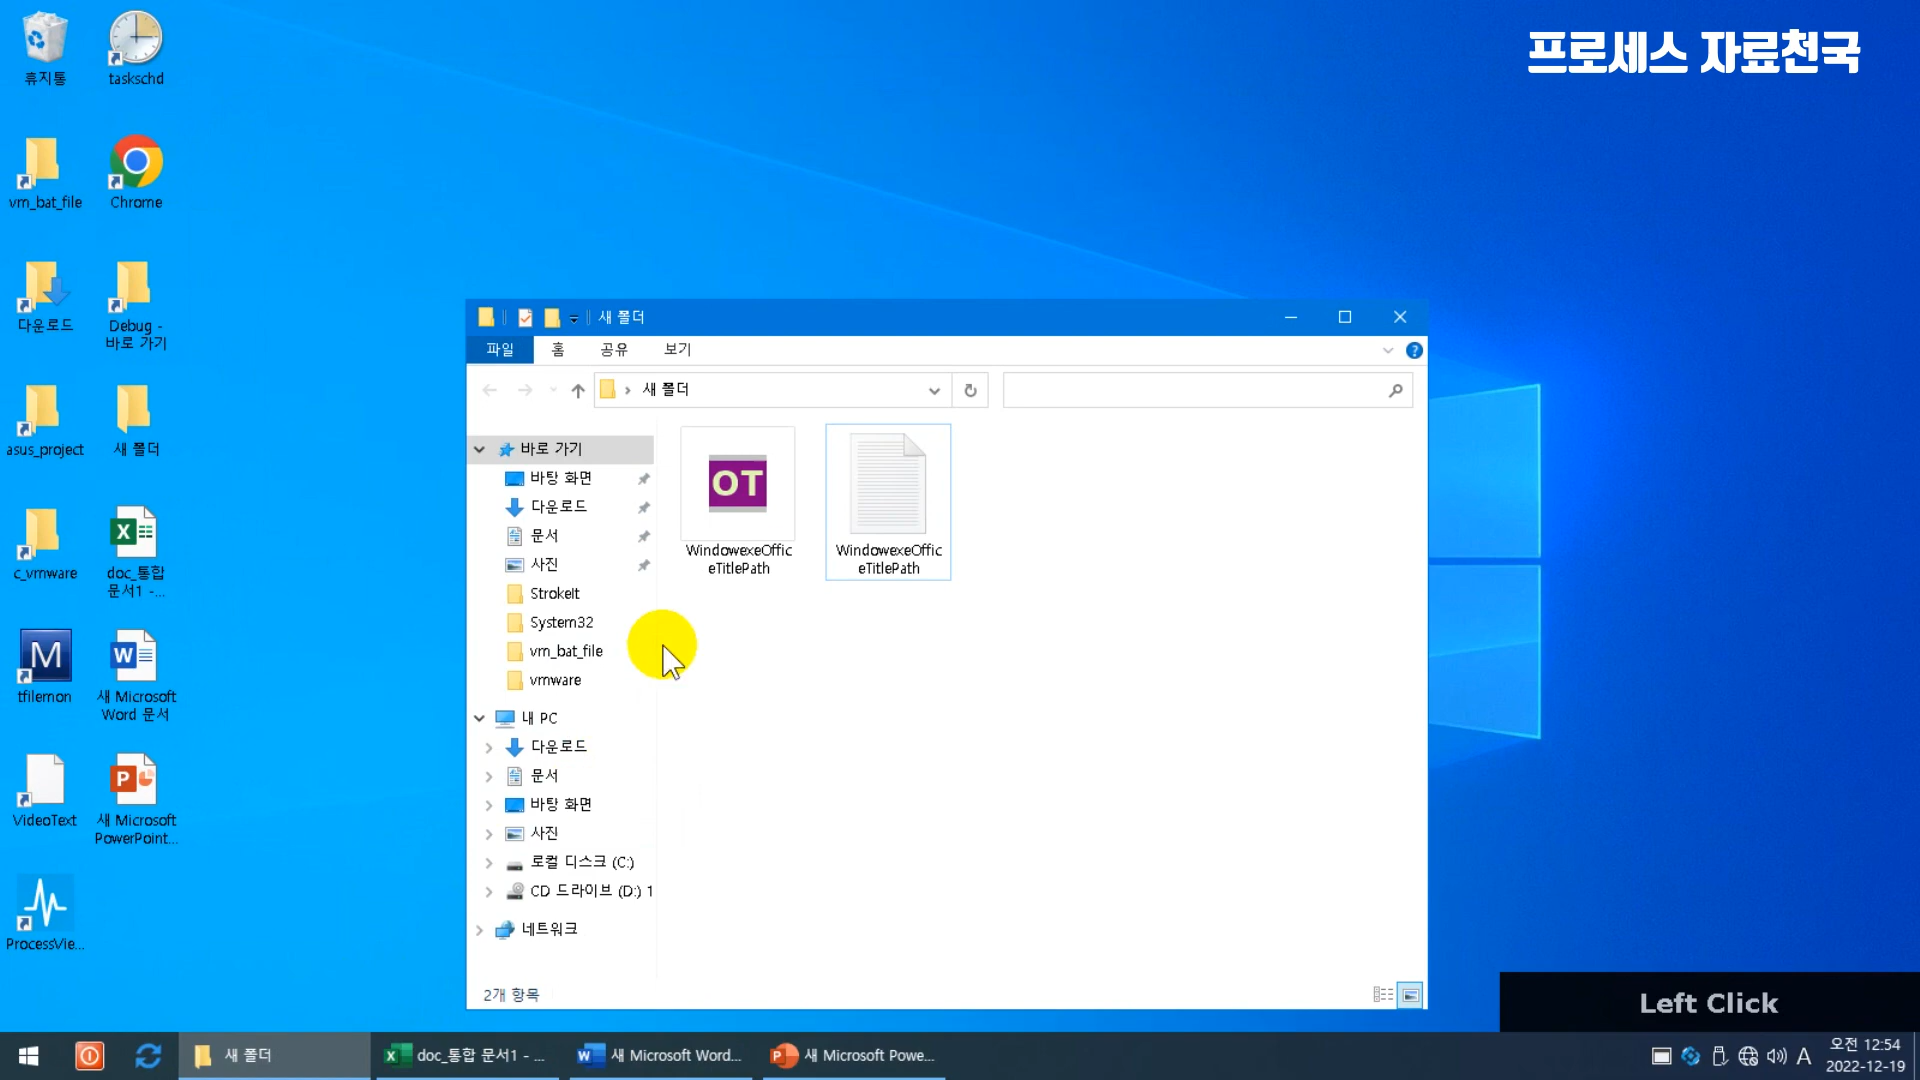 프로세스 자료천국
휴지통
taskschd
vm_bat_file
Chrome
다운로드
Debug -
바로 가기
asus_project
새 폴더
c_vmware
doc_통합
문서1 -...
tfilemon
새 Microsoft
Word 문서
VideoText
새 Microsoft
PowerPoint...
ProcessVie...
새 폴더
파일 홈 공유 보기
새 폴더
바로 가기
바탕 화면
다운로드
문서
사진
StrokeIt
System32
vm_bat_file
vmware
내 PC
다운로드
문서
바탕 화면
사진
로컬 디스크 (C:)
CD 드라이브 (D:) 1
네트워크
OT
WindowexeOffic
eTitlePath
WindowexeOffic
eTitlePath
2개 항목
Left Click
새 폴더
doc_통합 문서1 - ...
새 Microsoft Word...
새 Microsoft Powe...
A
오전 12:54
2022-12-19